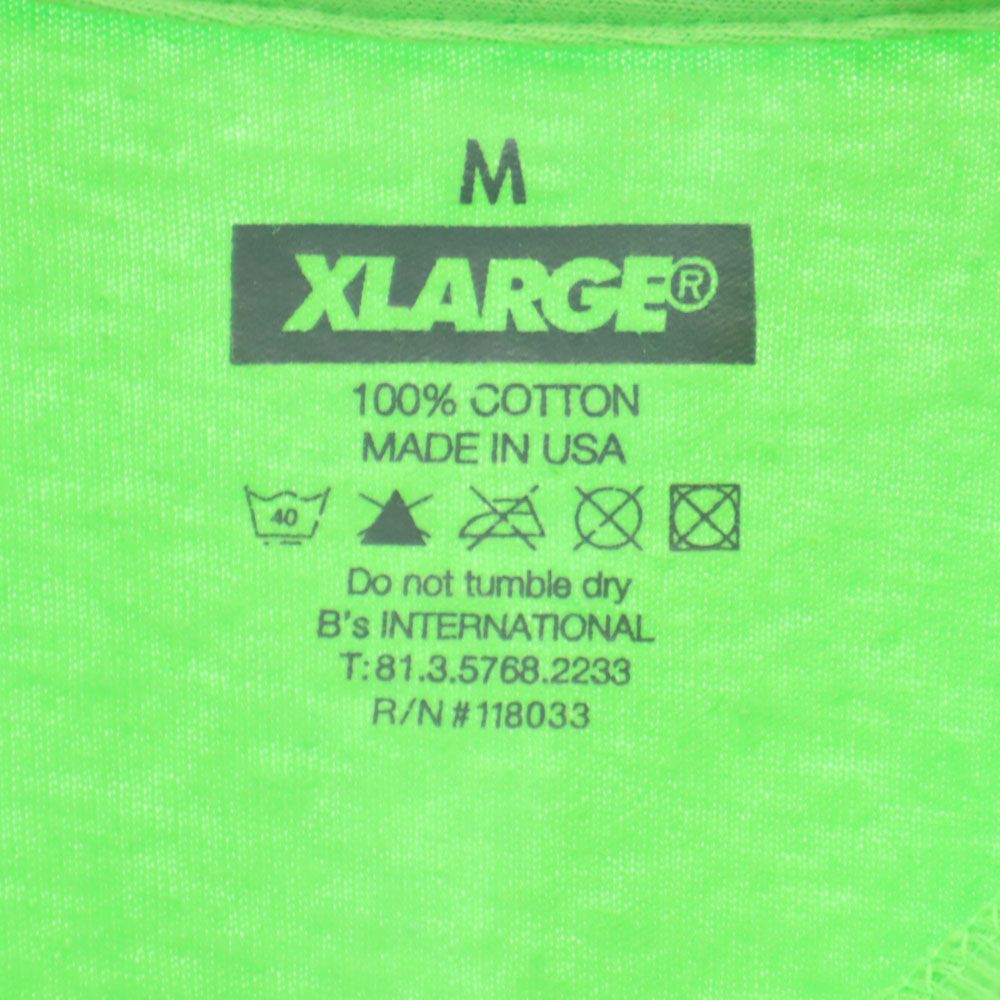 M
XLARGE®
100% COTTON
MADE IN USA
40
Do not tumble dry
B's INTERNATIONAL
T:81.3.5768.2233
R/N #118033